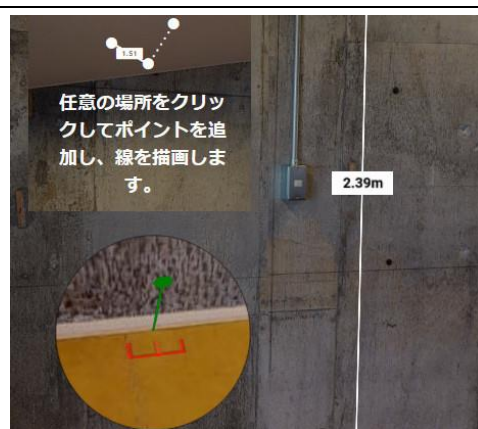 1.51
任意の場所をクリッ
クしてポイントを追
加し、線を描画しま
す。
2.39m